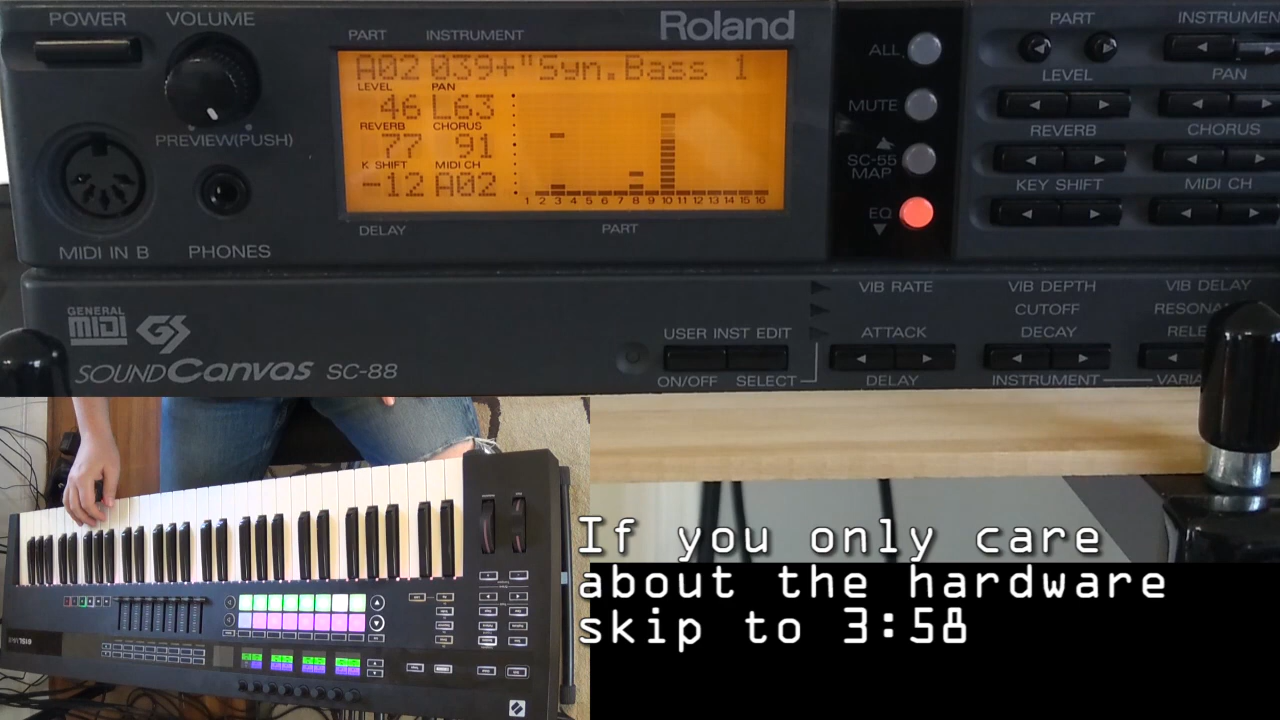 POWER
VOLUME
PREVIEW(PUSH)
MIDI IN B
PHONES
PART
INSTRUMENT
Roland
A02 039+"Syn.Bass 1
LEVEL
PAN
46 L63
REVERB
CHORUS
77 91
K SHIFT
MIDI CH
-12 A02
1 2 3 4 5 6 7 8 9 10 11 12 13 14 15 16
DELAY
PART
ALL
MUTE
SC-55
MAP
EQ
PART
INSTRUMEN
LEVEL
PAN
REVERB
CHORUS
KEY SHIFT
MIDI CH
GENERAL
MIDI
GS
SOUND Canvas SC-88
USER INST EDIT
ON/OFF
SELECT
VIB RATE
VIB DEPTH
VIB DELAY
CUTOFF
RESONA
ATTACK
DECAY
RELE
DELAY
INSTRUMENT
VARIA
If you only care
about the hardware
skip to 3:58